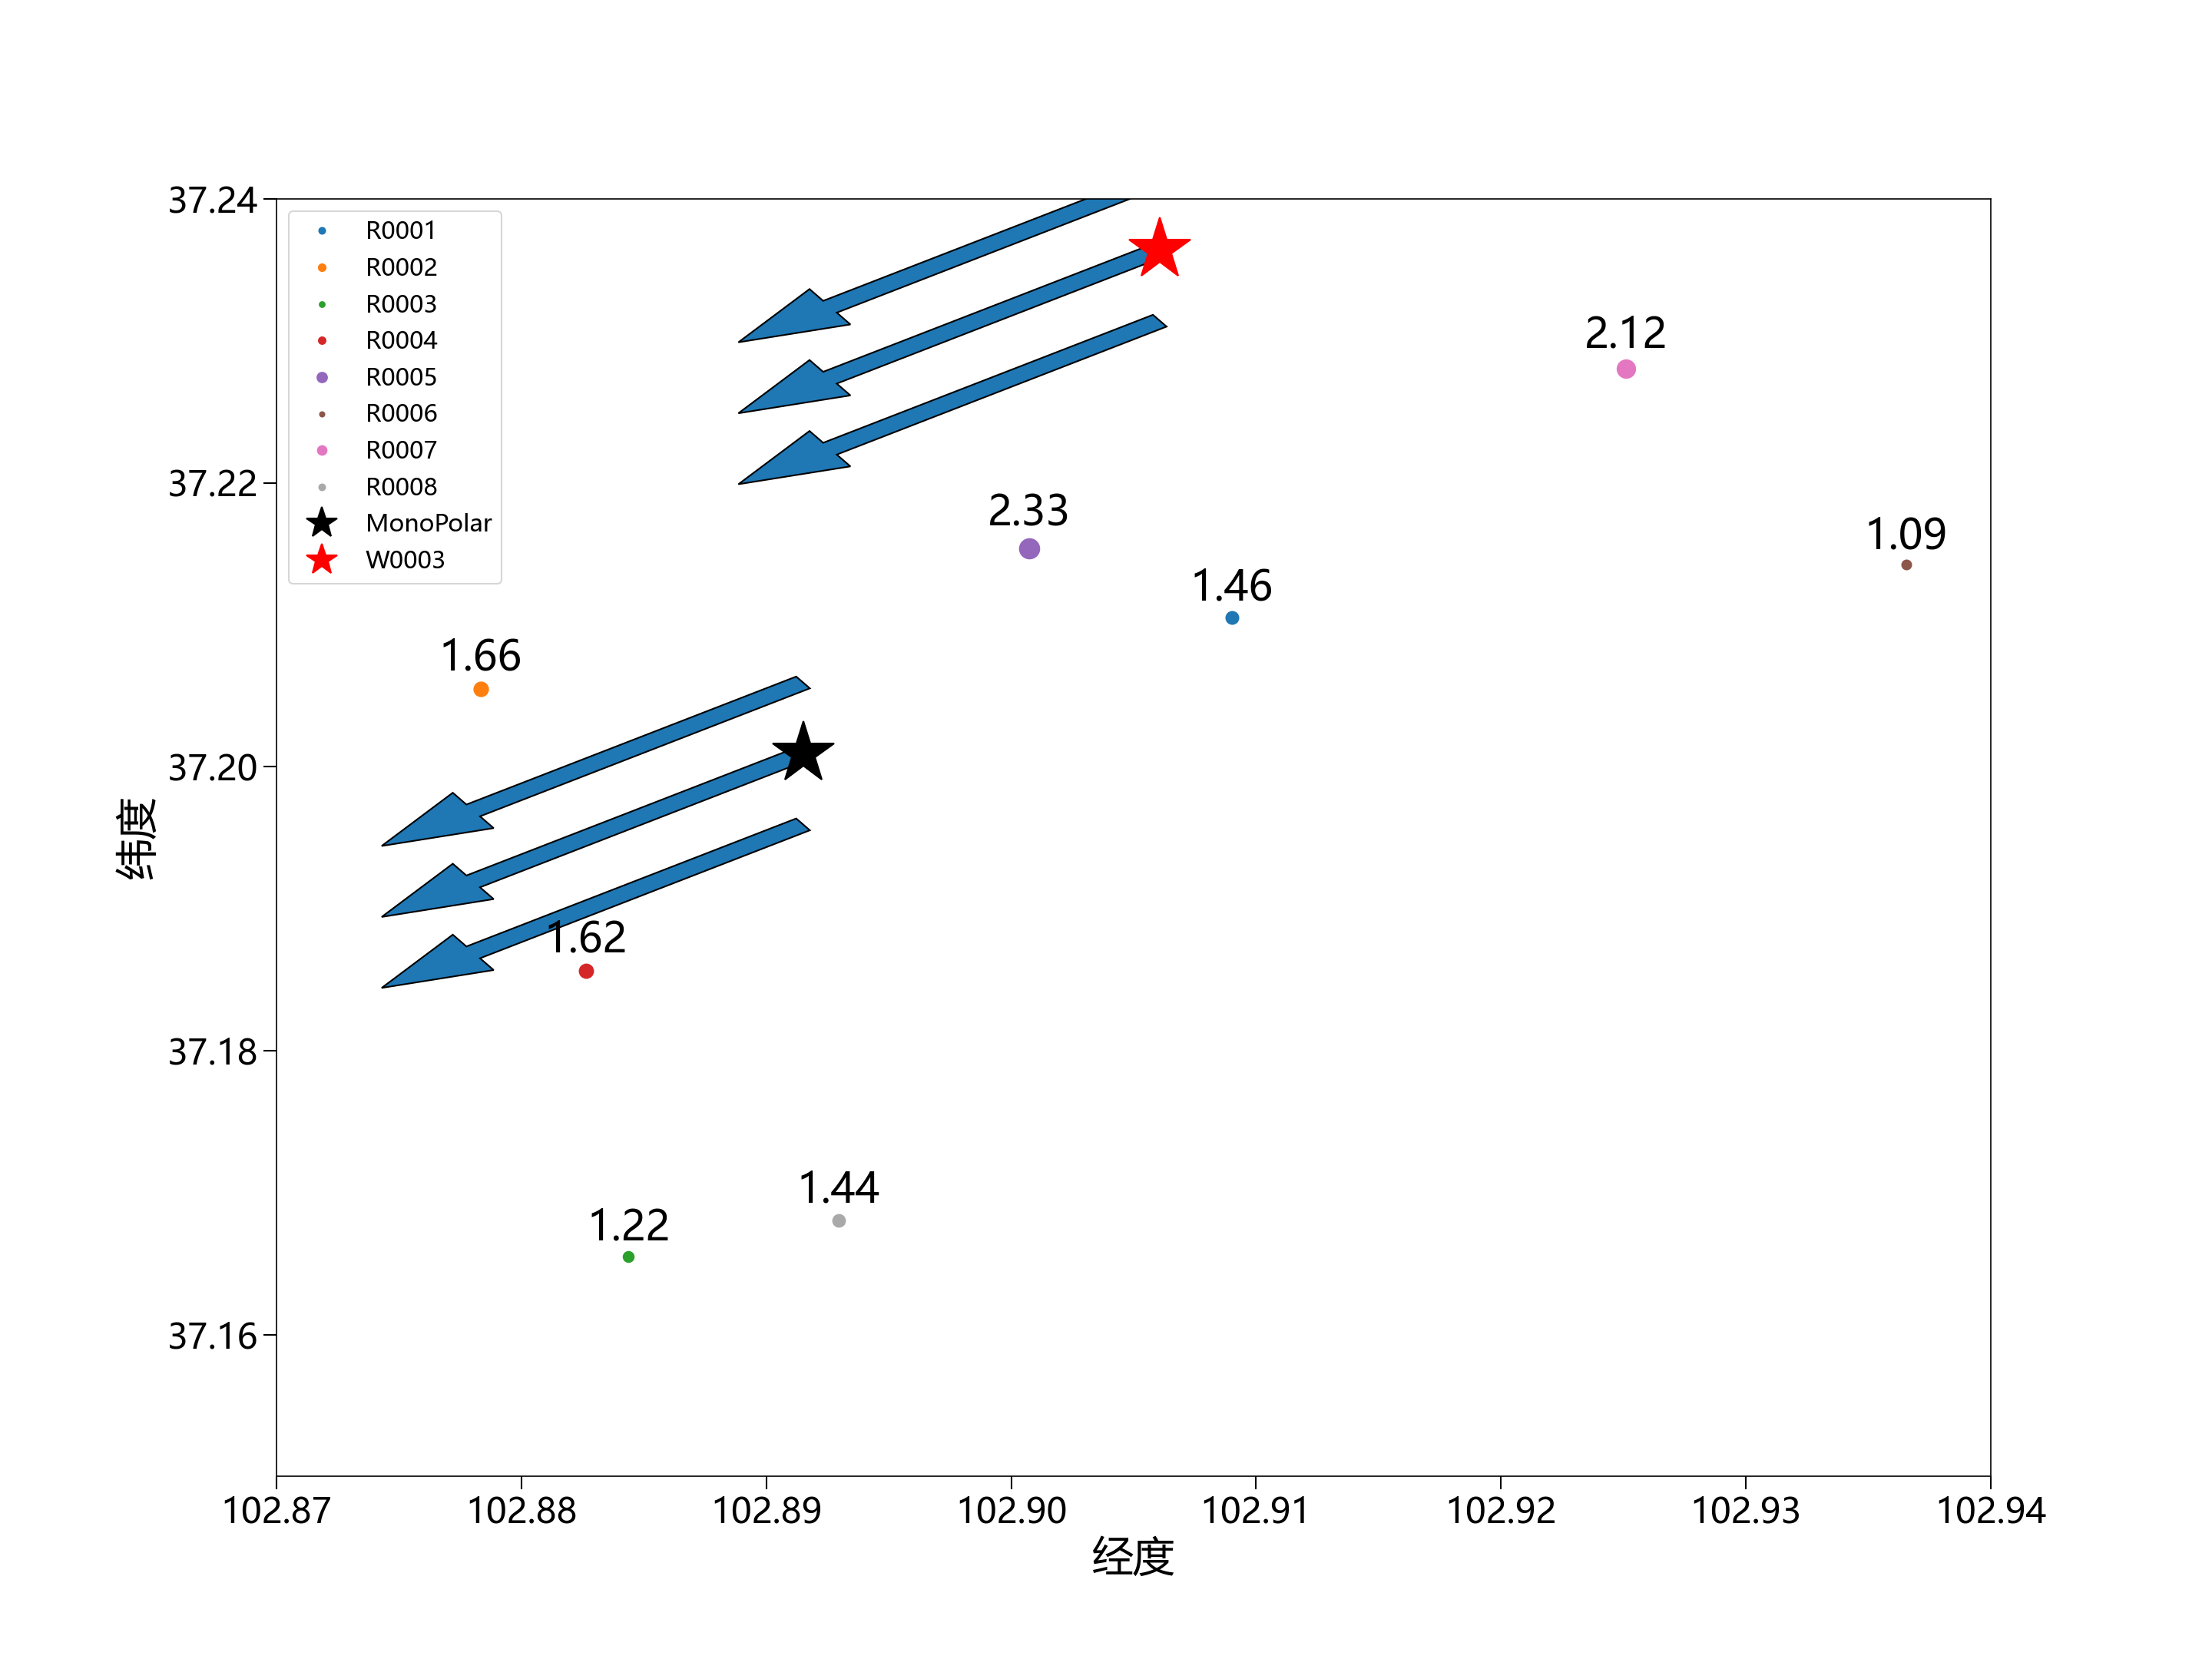 37.24
37.22
37.20
37.18
37.16
纬度
R0001
R0002
R0003
R0004
R0005
R0006
R0007
R0008
MonoPolar
W0003
2.12
2.33
1.09
1.46
1.66
1.62
1.44
1.22
102.87 102.88 102.89 102.90 102.91 102.92 102.93 102.94
经度